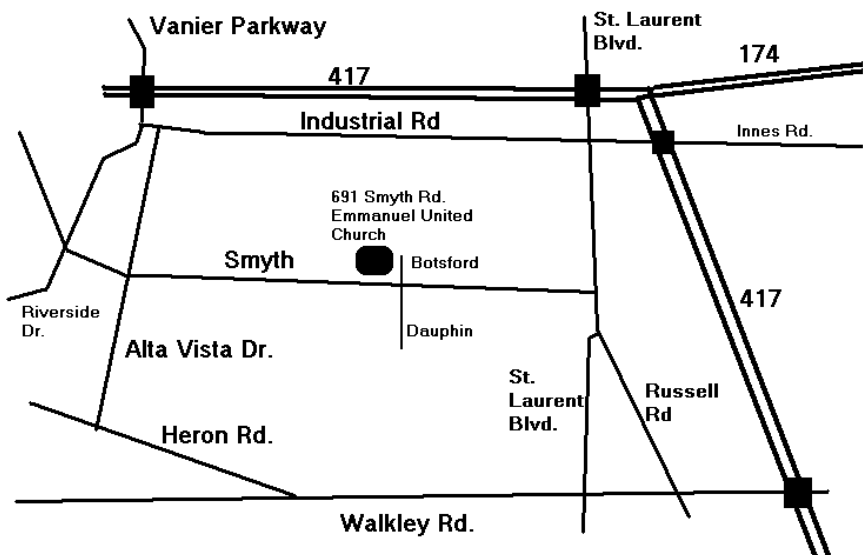 Vanier Parkway
St. Laurent
Blvd.
174
417
Industrial Rd
Innes Rd.
691 Smyth Rd.
Emmanuel United
Church
Smyth
Botsford
417
Riverside
Dr.
Dauphin
Alta Vista Dr.
St.
Laurent
Blvd.
Russell
Rd
Heron Rd.
Walkley Rd.